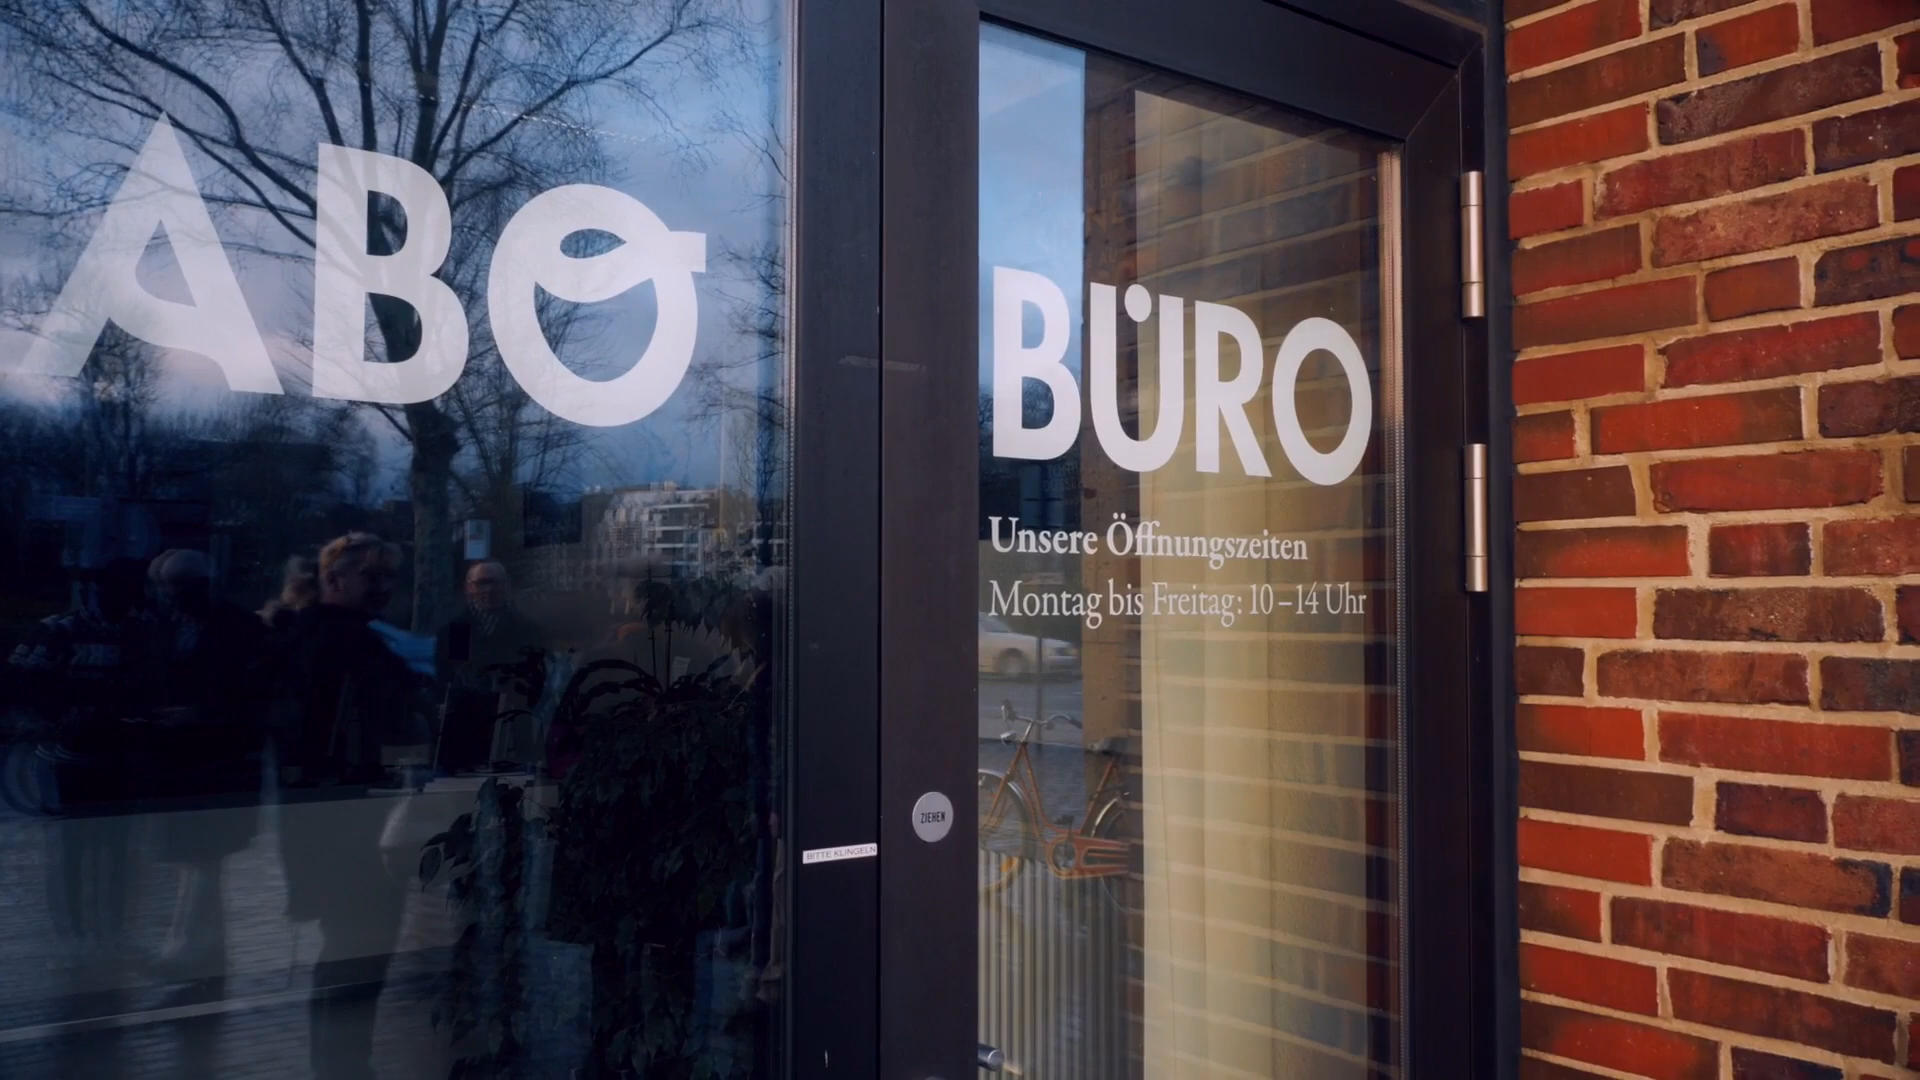 ABO
BÜRO
Unsere Öffnungszeiten
Montag bis Freitag: 10–14 Uhr
ZIEHEN
BITTE KLINGELN